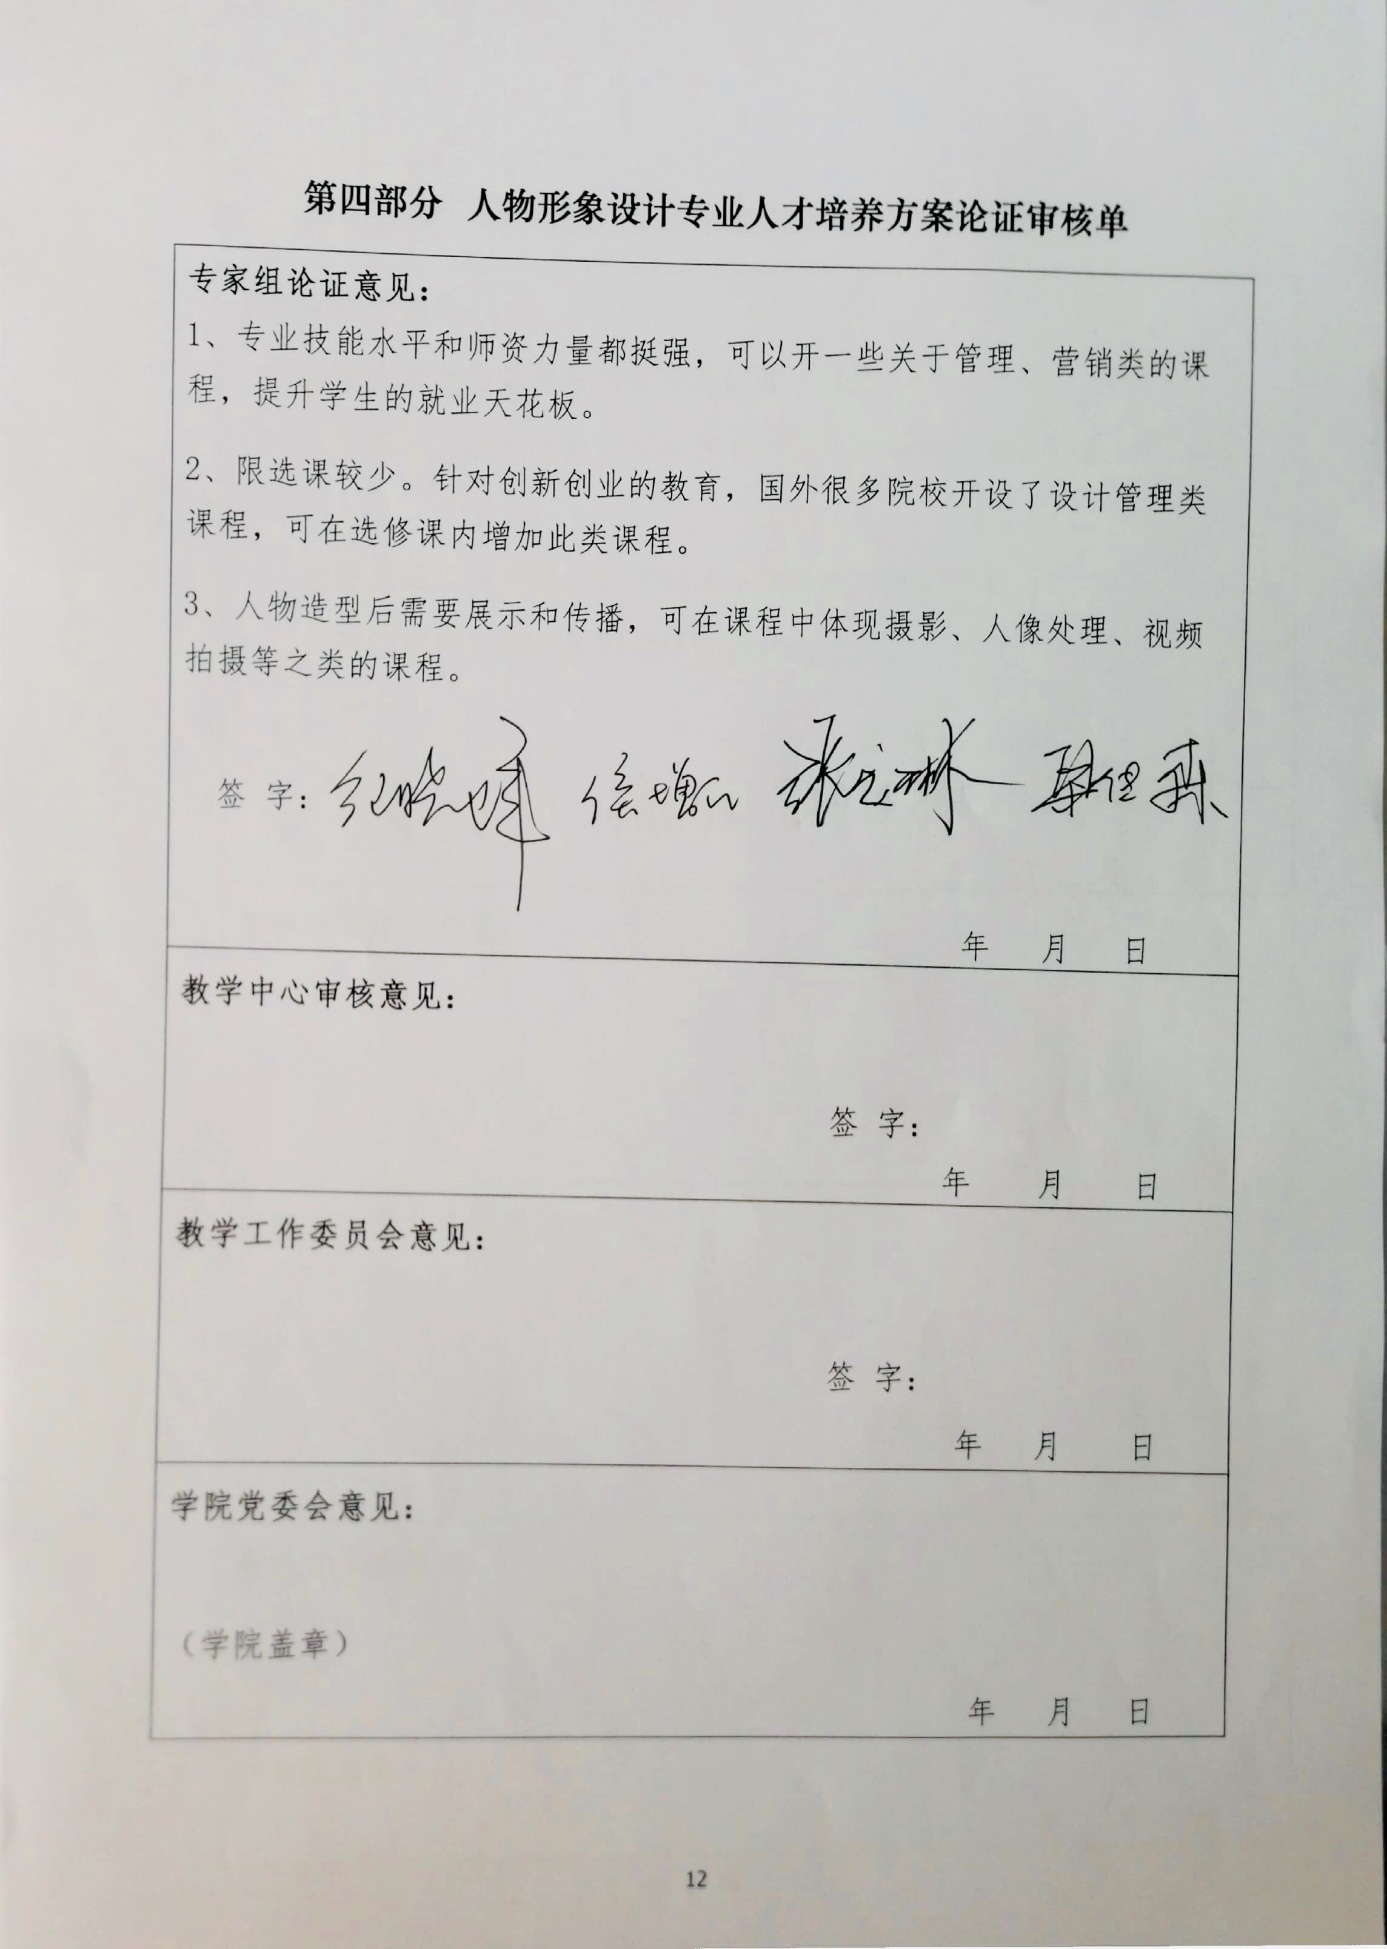 第四部分 人物形象设计专业人才培养方案论证审核单
专家组论证意见：
1、专业技能水平和师资力量都挺强，可以开一些关于管理、营销类的课
程，提升学生的就业天花板。
2、限选课较少。针对创新创业的教育，国外很多院校开设了设计管理类
课程，可在选修课内增加此类课程。
3、人物造型后需要展示和传播，可在课程中体现摄影、人像处理、视频
拍摄等之类的课程。
签 字：
年 月 日
教学中心审核意见：
签 字：
年 月 日
教学工作委员会意见：
签 字：
年 月 日
学院党委会意见：
（学院盖章）
年 月 日
12